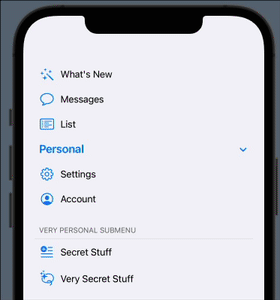 What's New
Messages
List
Personal
Settings
Account
VERY PERSONAL SUBMENU
Secret Stuff
Very Secret Stuff